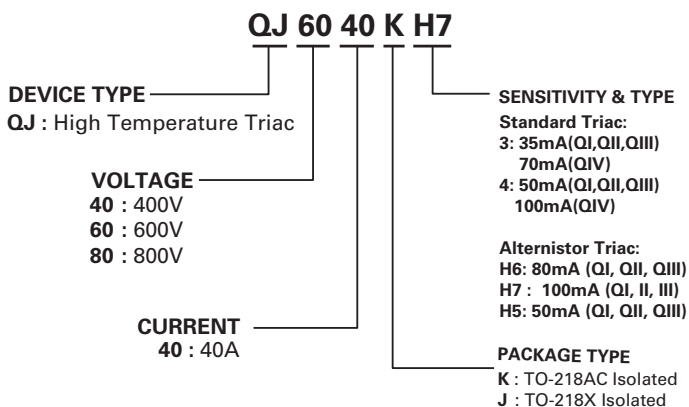 QJ 60 40 K H7
DEVICE TYPE
QJ : High Temperature Triac
VOLTAGE
40 : 400V
60 : 600V
80 : 800V
CURRENT
40 : 40A
SENSITIVITY & TYPE
Standard Triac:
3: 35mA(QI,QII,QIII)
70mA(QIV)
4: 50mA(QI,QII,QIII)
100mA(QIV)
Alternistor Triac:
H6: 80mA (QI, QII, QIII)
H7 : 100mA (QI, II, III)
H5: 50mA (QI, QII, QIII)
PACKAGE TYPE
K : TO-218AC Isolated
J : TO-218X Isolated